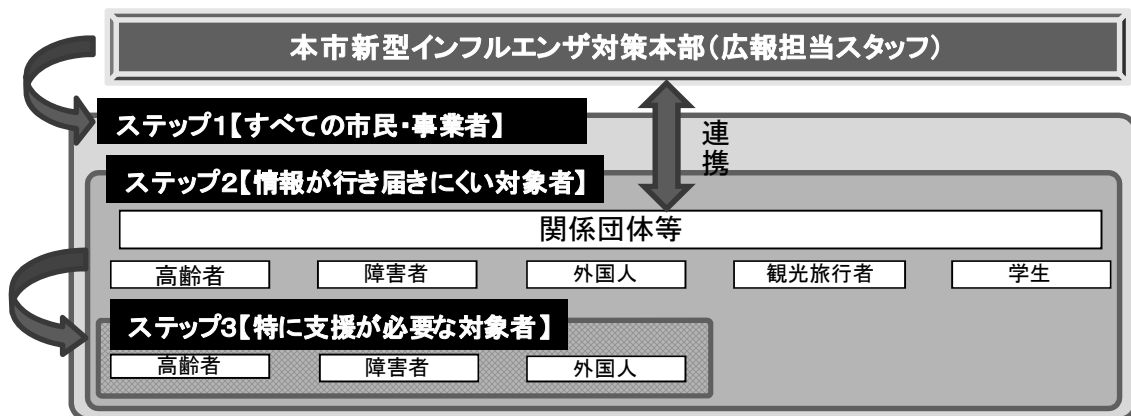 本市新型インフルエンザ対策本部（広報担当スタッフ）
ステップ1【すべての市民・事業者】
連携
ステップ2【情報が行き届きにくい対象者】
関係団体等
高齢者 障害者 外国人 観光旅行者 学生
ステップ3【特に支援が必要な対象者】
高齢者 障害者 外国人